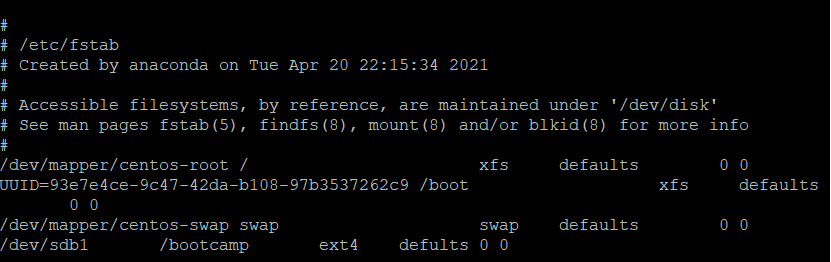 #
# /etc/fstab
# Created by anaconda on Tue Apr 20 22:15:34 2021
#
# Accessible filesystems, by reference, are maintained under '/dev/disk'
# See man pages fstab(5), findfs(8), mount(8) and/or blkid(8) for more info
#
/dev/mapper/centos-root /                       xfs     defaults        0 0
UUID=93e7e4ce-9c47-42da-b108-97b3537262c9 /boot                   xfs     defaults
        0 0
/dev/mapper/centos-swap swap                    swap    defaults        0 0
/dev/sdb1       /bootcamp       ext4    defults 0 0